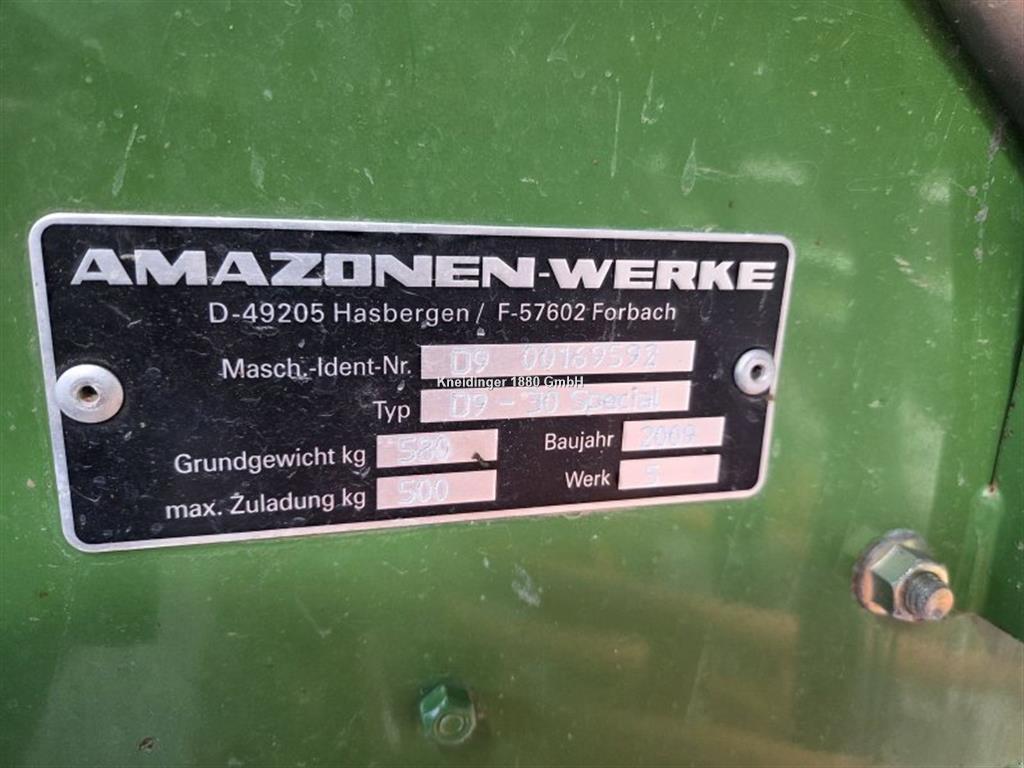 AMAZONEN-WERKE
D-49205 Hasbergen / F-57602 Forbach
Masch.-Ident-Nr. D9 00169592
Kneidinger 1880 GmbH
Typ D9 - 30 Special
Grundgewicht kg 580 Baujahr 2009
max. Zuladung kg 500 Werk 5